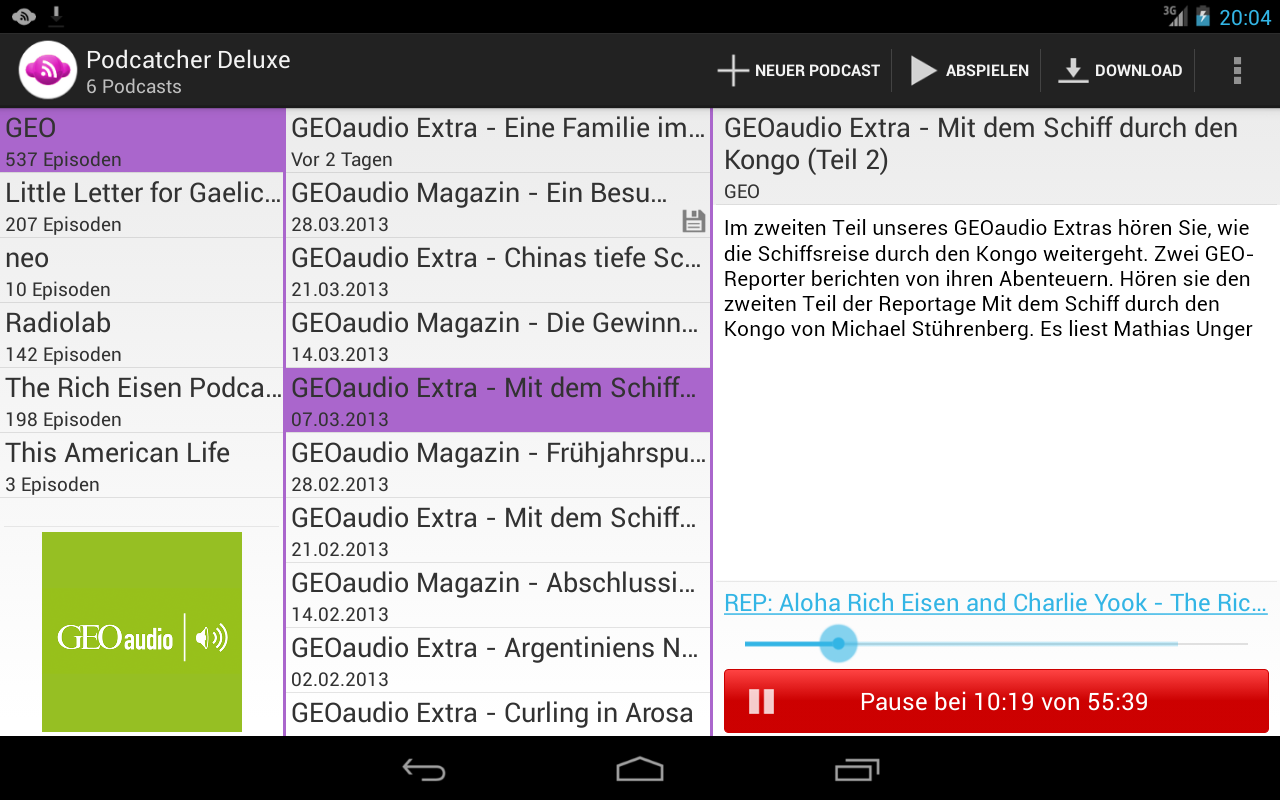 3G
20:04
Podcatcher Deluxe
6 Podcasts
NEUER PODCAST
ABSPIELEN
DOWNLOAD
GEO
537 Episoden
Little Letter for Gaelic...
207 Episoden
neo
10 Episoden
Radiolab
142 Episoden
The Rich Eisen Podca...
198 Episoden
This American Life
3 Episoden
GEOaudio
GEOaudio Extra - Eine Familie im...
Vor 2 Tagen
GEOaudio Magazin - Ein Besu...
28.03.2013
GEOaudio Extra - Chinas tiefe Sc...
21.03.2013
GEOaudio Magazin - Die Gewinn...
14.03.2013
GEOaudio Extra - Mit dem Schiff...
07.03.2013
GEOaudio Magazin - Frühjahrspu...
28.02.2013
GEOaudio Extra - Mit dem Schiff...
21.02.2013
GEOaudio Magazin - Abschlussi...
14.02.2013
GEOaudio Extra - Argentiniens N...
02.02.2013
GEOaudio Extra - Curling in Arosa
GEOaudio Extra - Mit dem Schiff durch den
Kongo (Teil 2)
GEO
Im zweiten Teil unseres GEOaudio Extras hören Sie, wie
die Schiffsreise durch den Kongo weitergeht. Zwei GEO-
Reporter berichten von ihren Abenteuern. Hören sie den
zweiten Teil der Reportage Mit dem Schiff durch den
Kongo von Michael Stührenberg. Es liest Mathias Unger
REP: Aloha Rich Eisen and Charlie Yook - The Ric...
Pause bei 10:19 von 55:39